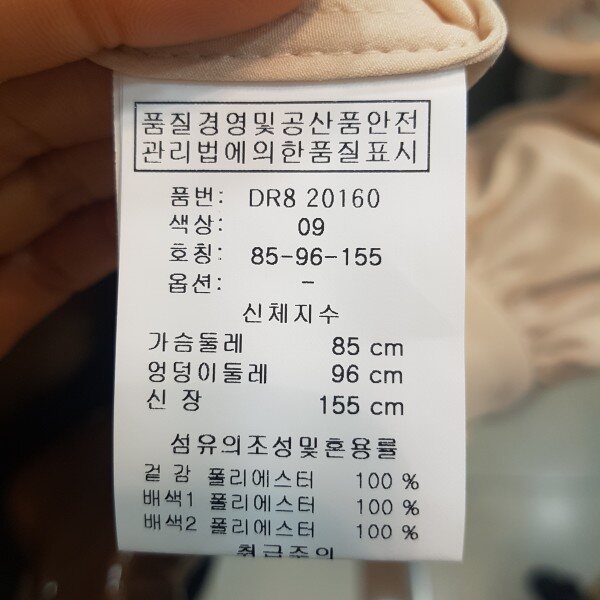 품질경영및공산품안전
관리법에의한품질표시
품번: DR8 20160
색상: 09
호칭: 85-96-155
옵션: -
신체지수
가슴둘레 85 cm
엉덩이둘레 96 cm
신 장 155 cm
섬유의조성및혼용률
겉 감 폴리에스터 100 %
배색1 폴리에스터 100 %
배색2 폴리에스터 100 %
취급주의